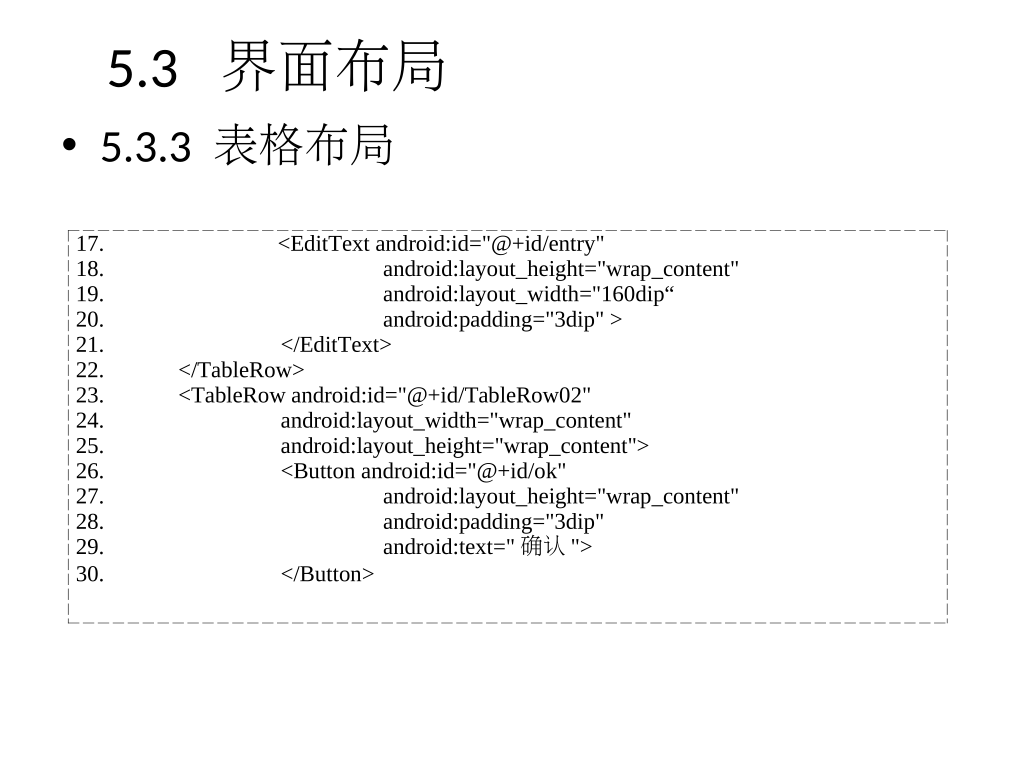 5.3 界面布局
• 5.3.3 表格布局
17. <EditText android:id="@+id/entry"
18. android:layout_height="wrap_content"
19. android:layout_width="160dip“
20. android:padding="3dip" >
21. </EditText>
22. </TableRow>
23. <TableRow android:id="@+id/TableRow02"
24. android:layout_width="wrap_content"
25. android:layout_height="wrap_content">
26. <Button android:id="@+id/ok"
27. android:layout_height="wrap_content"
28. android:padding="3dip"
29. android:text=" 确认 ">
30. </Button>